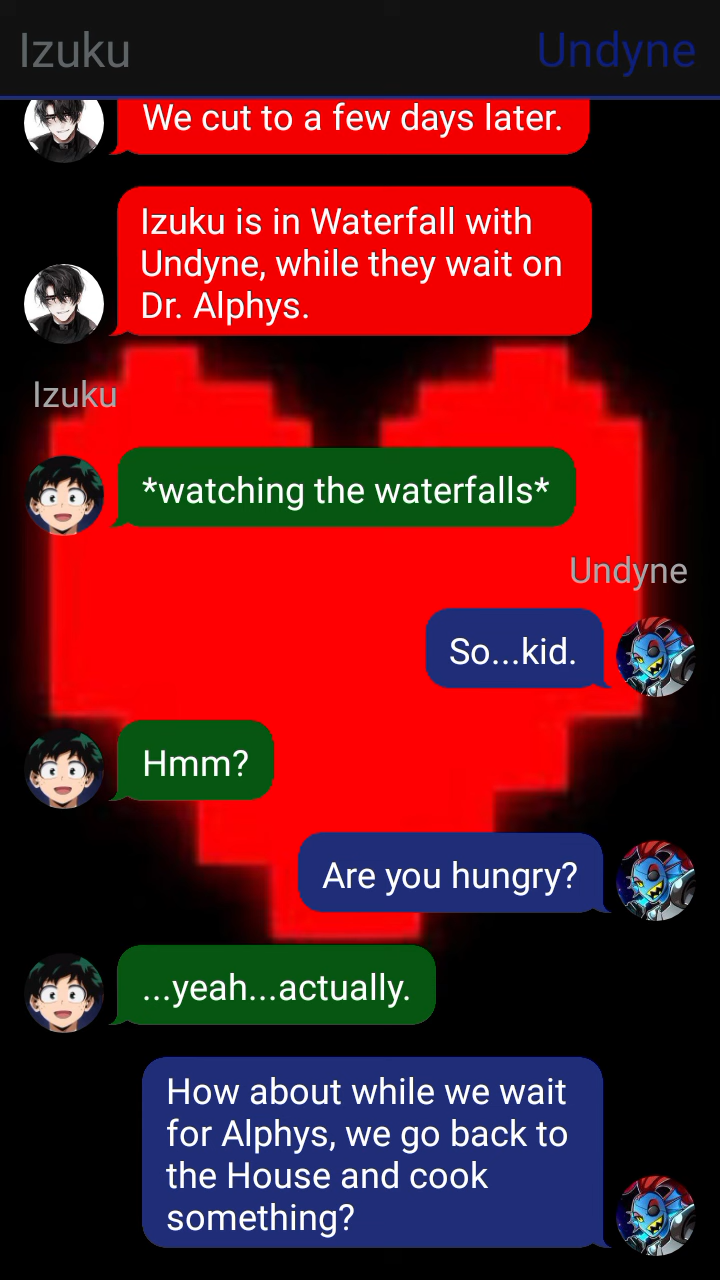 Izuku
Undyne
We cut to a few days later.
Izuku is in Waterfall with
Undyne, while they wait on
Dr. Alphys.
Izuku
*watching the waterfalls*
Undyne
So...kid.
Hmm?
Are you hungry?
...yeah...actually.
How about while we wait
for Alphys, we go back to
the House and cook
something?